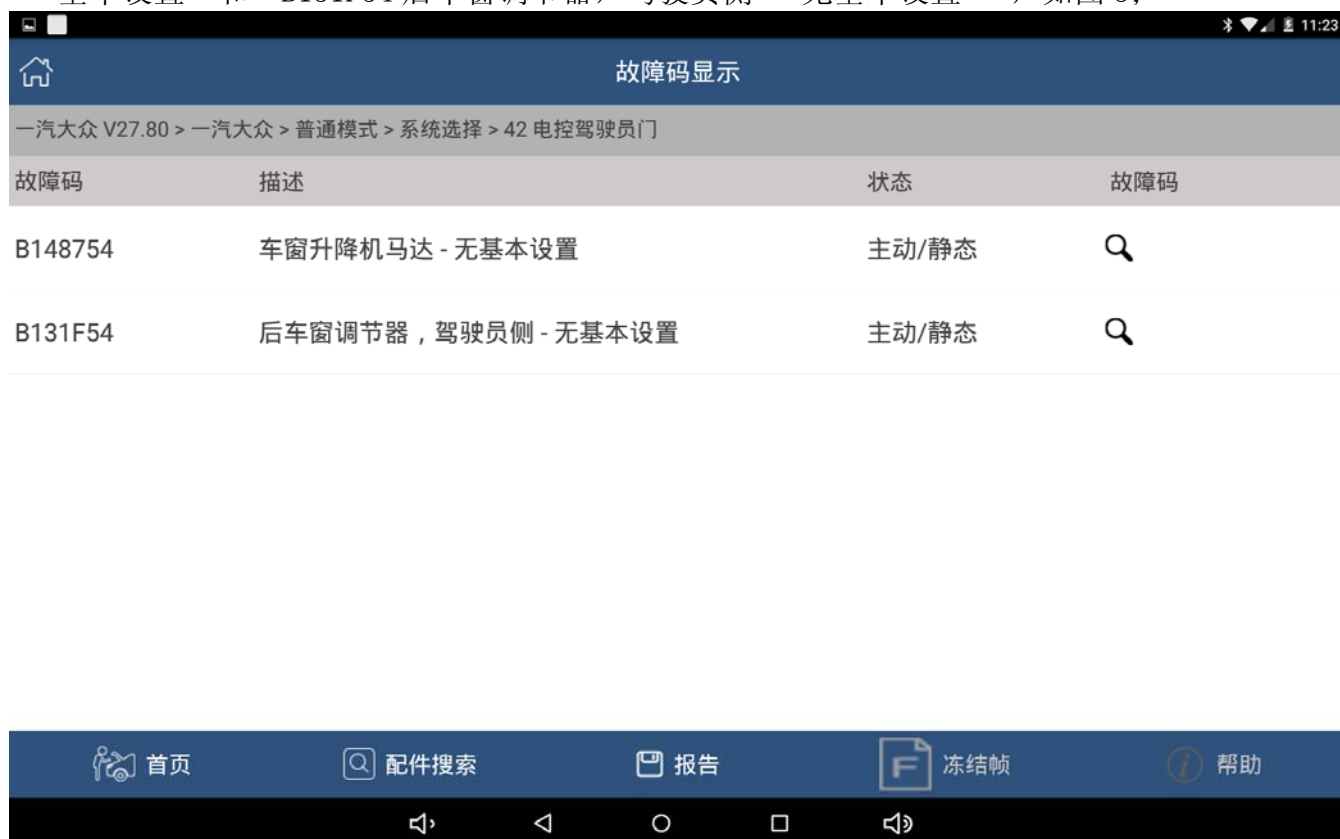 11:23
故障码显示
一汽大众 V27.80 > 一汽大众 > 普通模式 > 系统选择 > 42 电控驾驶员门
故障码 描述 状态 故障码
B148754 车窗升降机马达 - 无基本设置 主动/静态
B131F54 后车窗调节器，驾驶员侧 - 无基本设置 主动/静态
首页 配件搜索 报告 F 冻结帧 i 帮助